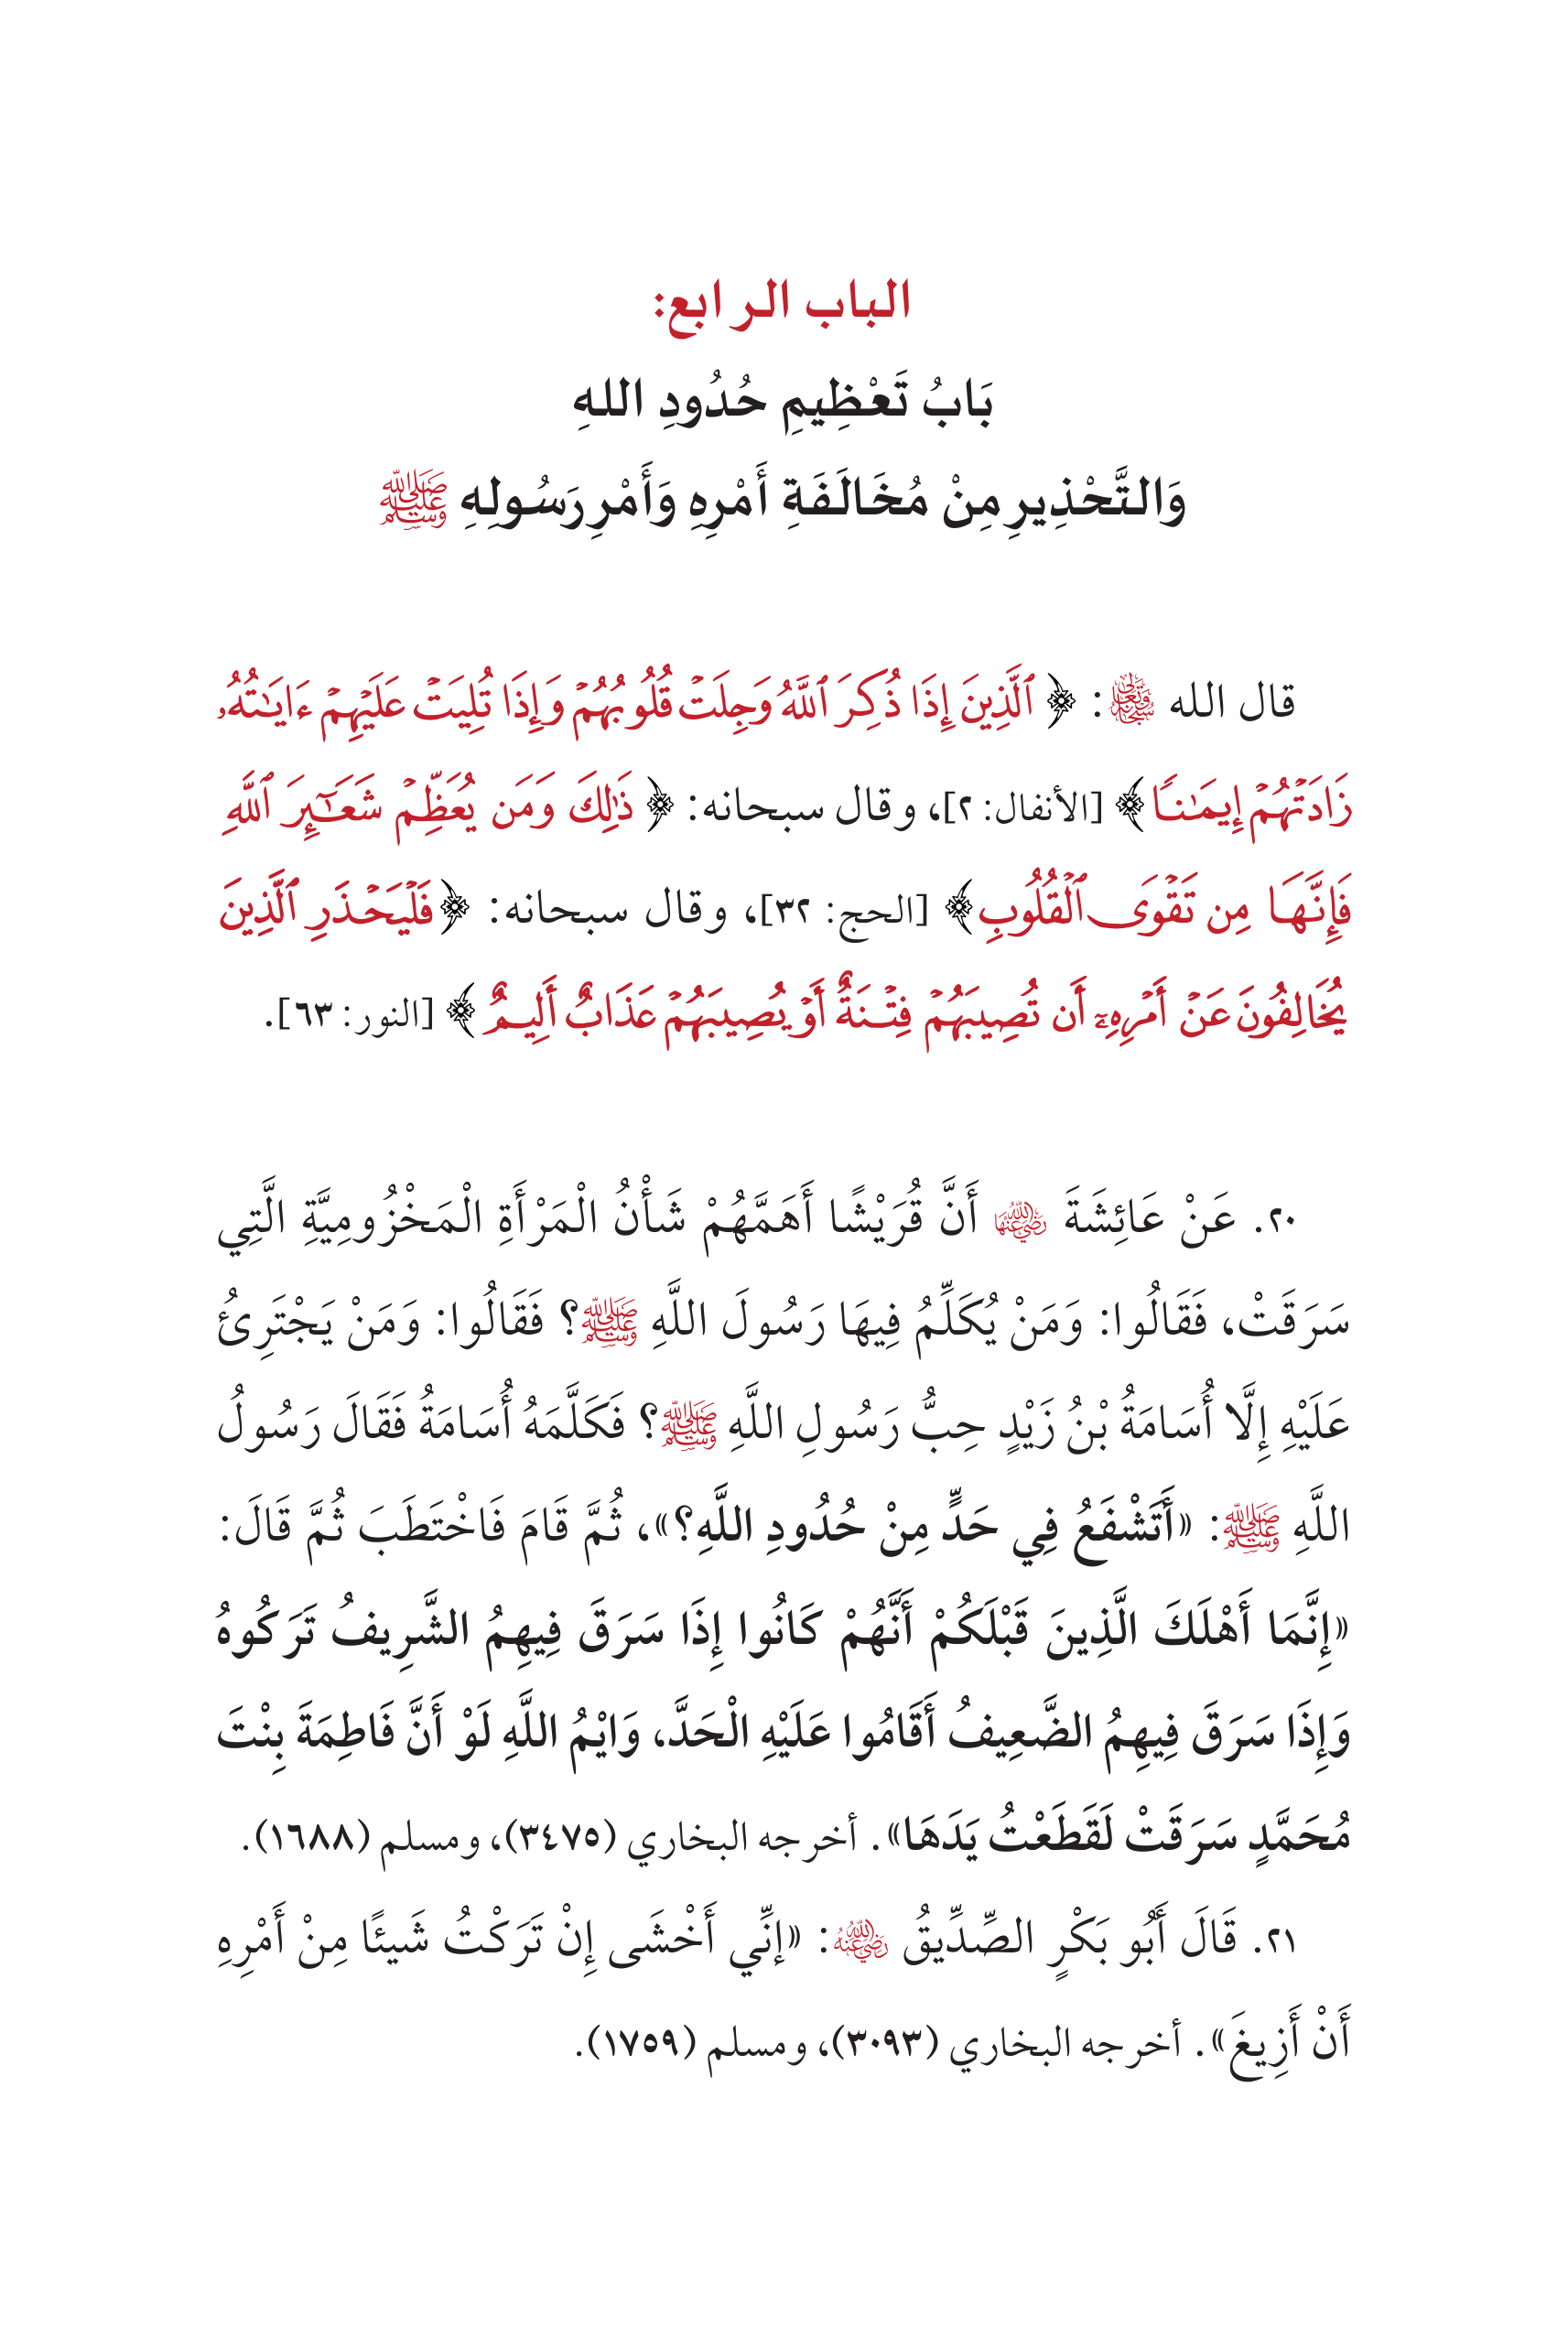 الباب الرابع:
بَابُ تَعْظِيمِ حُدُودِ اللهِ
وَالتَّحْذِيرِ مِنْ مُخَالَفَةِ أَمْرِهِ وَأَمْرِ رَسُولِهِ ﷺ
قال الله سبحانه وتعالى: ﴿ ٱلَّذِينَ إِذَا ذُكِرَ ٱللَّهُ وَجِلَتۡ قُلُوبُهُمۡ وَإِذَا تُلِيَتۡ عَلَيۡهِمۡ ءَايَٰتُهُۥ
زَادَتۡهُمۡ إِيمَٰنٗا﴾ [الأنفال: ٢]، وقال سبحانه: ﴿ ذَٰلِكَ وَمَن يُعَظِّمۡ شَعَٰٓئِرَ ٱللَّهِ
فَإِنَّهَا مِن تَقۡوَى ٱلۡقُلُوبِ﴾ [الحج: ٣٢]، وقال سبحانه: ﴿فَلۡيَحۡذَرِ ٱلَّذِينَ
يُخَالِفُونَ عَنۡ أَمۡرِهِۦٓ أَن تُصِيبَهُمۡ فِتۡنَةٌ أَوۡ يُصِيبَهُمۡ عَذَابٌ أَلِيمٌ ﴾ [النور: ٦٣].
٢٠. عَنْ عَائِشَةَ رضي الله عنها أَنَّ قُرَيْشًا أَهَمَّهُمْ شَأْنُ الْمَرْأَةِ الْمَخْزُومِيَّةِ الَّتِي
سَرَقَتْ، فَقَالُوا: وَمَنْ يُكَلِّمُ فِيهَا رَسُولَ اللَّهِ ﷺ؟ فَقَالُوا: وَمَنْ يَجْتَرِئُ
عَلَيْهِ إِلَّا أُسَامَةُ بْنُ زَيْدٍ حِبُّ رَسُولِ اللَّهِ ﷺ؟ فَكَلَّمَهُ أُسَامَةُ فَقَالَ رَسُولُ
اللَّهِ ﷺ: «أَتَشْفَعُ فِي حَدٍّ مِنْ حُدُودِ اللَّهِ؟»، ثُمَّ قَامَ فَاخْتَطَبَ ثُمَّ قَالَ:
«إِنَّمَا أَهْلَكَ الَّذِينَ قَبْلَكُمْ أَنَّهُمْ كَانُوا إِذَا سَرَقَ فِيهِمُ الشَّرِيفُ تَرَكُوهُ
وَإِذَا سَرَقَ فِيهِمُ الضَّعِيفُ أَقَامُوا عَلَيْهِ الْحَدَّ، وَايْمُ اللَّهِ لَوْ أَنَّ فَاطِمَةَ بِنْتَ
مُحَمَّدٍ سَرَقَتْ لَقَطَعْتُ يَدَهَا». أخرجه البخاري (٣٤٧٥)، ومسلم (١٦٨٨).
٢١. قَالَ أَبُو بَكْرٍ الصِّدِّيقُ رضي الله عنه: «إنِّي أَخْشَى إِنْ تَرَكْتُ شَيئًا مِنْ أَمْرِهِ
أَنْ أَزِيغَ». أخرجه البخاري (٣٠٩٣)، ومسلم (١٧٥٩).